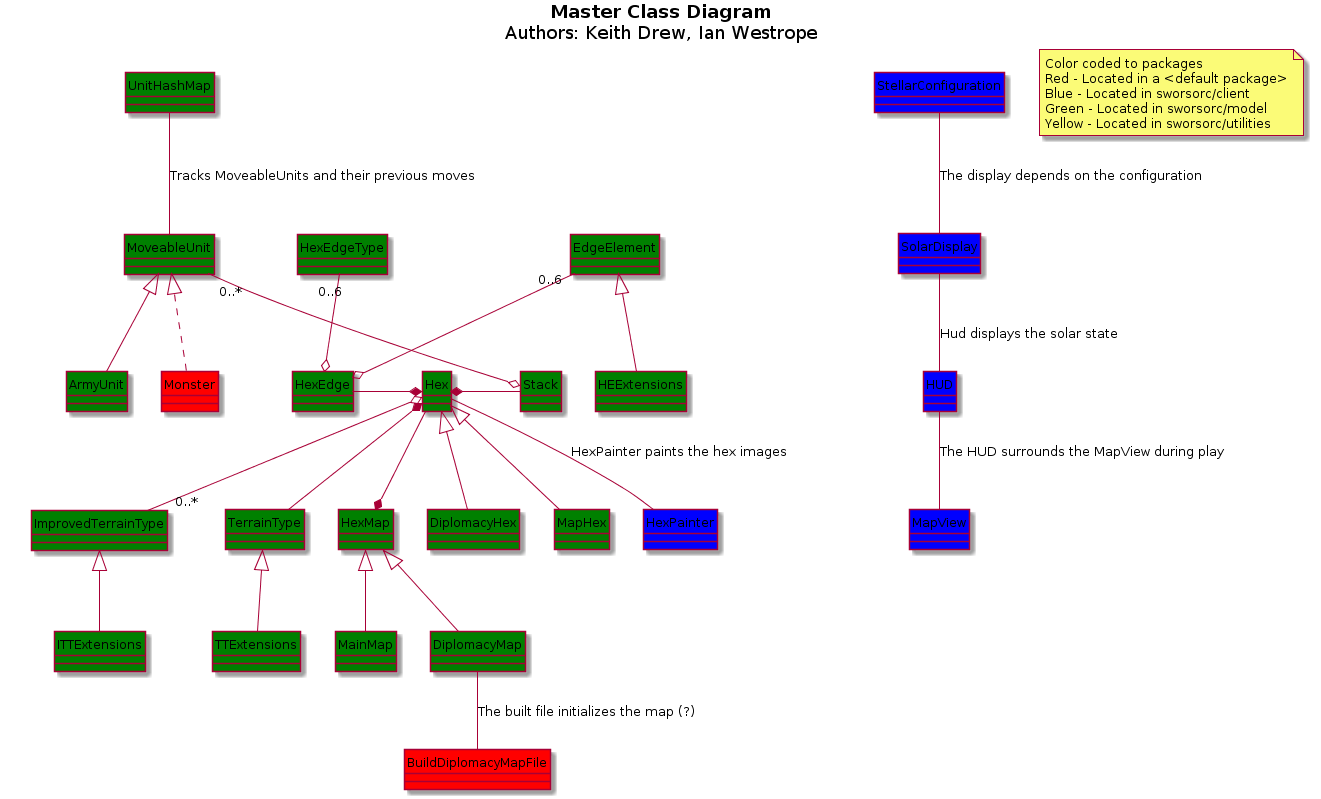 Master Class Diagram
Authors: Keith Drew, Ian Westrope
Color coded to packages
Red - Located in a <default package>
Blue - Located in sworsorc/client
Green - Located in sworsorc/model
Yellow - Located in sworsorc/utilities
UnitHashMap
StellarConfiguration
Tracks MoveableUnits and their previous moves
The display depends on the configuration
MoveableUnit
HexEdgeType
EdgeElement
SolarDisplay
0..*
0..6
0..6
Hud displays the solar state
ArmyUnit
Monster
HexEdge
Hex
Stack
HEExtensions
HUD
HexPainter paints the hex images
The HUD surrounds the MapView during play
0..*
ImprovedTerrainType
TerrainType
HexMap
DiplomacyHex
MapHex
HexPainter
MapView
ITTExtensions
TTExtensions
MainMap
DiplomacyMap
The built file initializes the map (?)
BuildDiplomacyMapFile